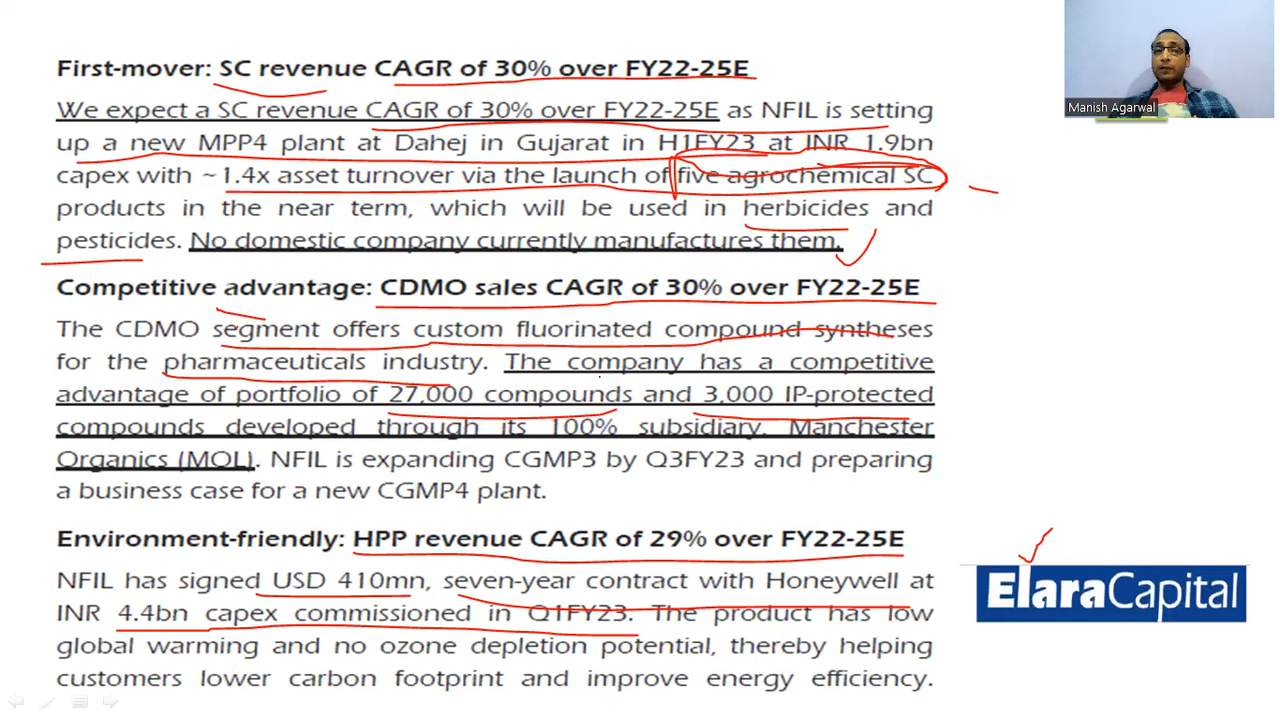 First-mover: SC revenue CAGR of 30% over FY22-25E
We expect a SC revenue CAGR of 30% over FY22-25E as NFIL is setting
up a new MPP4 plant at Dahej in Gujarat in H1FY23 at INR 1.9bn
capex with ~1.4x asset turnover via the launch of five agrochemical SC
products in the near term, which will be used in herbicides and
pesticides. No domestic company currently manufactures them.
Competitive advantage: CDMO sales CAGR of 30% over FY22-25E
The CDMO segment offers custom fluorinated compound syntheses
for the pharmaceuticals industry. The company has a competitive
advantage of portfolio of 27,000 compounds and 3,000 IP-protected
compounds developed through its 100% subsidiary, Manchester
Organics (MOL). NFIL is expanding CGMP3 by Q3FY23 and preparing
a business case for a new CGMP4 plant.
Environment-friendly: HPP revenue CAGR of 29% over FY22-25E
NFIL has signed USD 410mn, seven-year contract with Honeywell at
INR 4.4bn capex commissioned in Q1FY23. The product has low
global warming and no ozone depletion potential, thereby helping
customers lower carbon footprint and improve energy efficiency.
Manish Agarwal
ElaraCapital